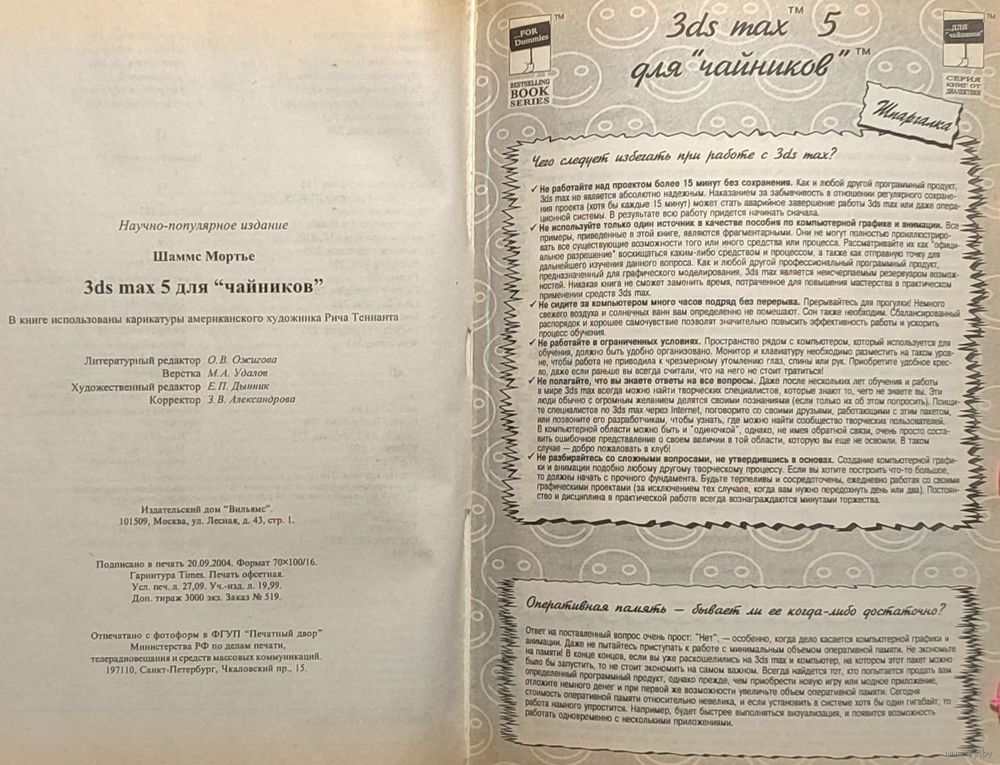 Научно-популярное издание
Шаммс Мортье
3ds max 5 для “чайников”
В книге использованы карикатуры американского художника Рича Теннанта
Литературный редактор О.В. Ожигова
Верстка М.А. Удалов
Художественный редактор Е.П. Дынник
Корректор З.В. Александрова
Издательский дом “Вильямс”.
101509, Москва, ул. Лесная, д. 43, стр. 1.
Подписано в печать 20.09.2004. Формат 70×100/16.
Гарнитура Times. Печать офсетная.
Усл. печ. л. 27,09. Уч.-изд. л. 19,99.
Доп. тираж 3000 экз. Заказ № 519.
Отпечатано с фотоформ в ФГУП “Печатный двор”
Министерства РФ по делам печати,
телерадиовещания и средств массовых коммуникаций.
197110, Санкт-Петербург, Чкаловский пр., 15.
...FOR
Dummies
TM
BESTSELLING
BOOK
SERIES
3ds max™ 5
для “чайников”™
...ДЛЯ
"чайников"
TM
СЕРИЯ
КНИГ ОТ
ДИАЛЕКТИКИ
Шпаргалка
Чего следует избегать при работе с 3ds max?
✓ Не работайте над проектом более 15 минут без сохранения. Как и любой другой программный продукт,
3ds max не является абсолютно надежным. Наказанием за забывчивость в отношении регулярного сохране-
ния проекта (хотя бы каждые 15 минут) может стать аварийное завершение работы 3ds max или даже опера-
ционной системы. В результате всю работу придется начинать сначала.
✓ Не используйте только один источник в качестве пособия по компьютерной графике и анимации. Все
примеры, приведенные в этой книге, являются фрагментарными. Они не могут полностью проиллюстриро-
вать все существующие возможности того или иного средства или процесса. Рассматривайте их как "офици-
альное разрешение" восхищаться каким-либо средством и процессом, а также как отправную точку для
дальнейшего изучения данного вопроса. Как и любой другой профессиональный программный продукт,
предназначенный для графического моделирования, 3ds max является неисчерпаемым резервуаром возмож-
ностей. Никакая книга не сможет заменить время, потраченное для повышения мастерства в практическом
применении средств 3ds max.
✓ Не сидите за компьютером много часов подряд без перерыва. Прерывайтесь для прогулки! Немного
свежего воздуха и солнечных ванн вам определенно не помешают. Сон также необходим. Сбалансированный
распорядок и хорошее самочувствие позволят значительно повысить эффективность работы и ускорить
процесс обучения.
✓ Не работайте в ограниченных условиях. Пространство рядом с компьютером, который используется для
обучения, должно быть удобно организовано. Монитор и клавиатуру необходимо разместить на таком уров-
не, чтобы работа не приводила к чрезмерному утомлению глаз, спины или рук. Приобретите удобное крес-
ло, даже если раньше вы всегда считали, что на него не стоит тратиться!
✓ Не полагайте, что вы знаете ответы на все вопросы. Даже после нескольких лет обучения и работы
в мире 3ds max всегда можно найти творческих специалистов, которые знают то, чего не знаете вы. Эти
люди обычно с огромным желанием делятся своими познаниями (если только их об этом попросить). Поищи-
те специалистов по 3ds max через Internet, поговорите со своими друзьями, работающими с этим пакетом,
или позвоните его разработчикам, чтобы узнать, где можно найти сообщество творческих пользователей.
В компьютерной области можно быть и "одиночкой", однако, не имея обратной связи, очень просто соста-
вить ошибочное представление о своем величии в той области, которую вы еще не освоили. В таком
случае — добро пожаловать в клуб!
✓ Не разбирайтесь со сложными вопросами, не утвердившись в основах. Создание компьютерной графи-
ки и анимации подобно любому другому творческому процессу. Если вы хотите построить что-то большое,
то должны начать с прочного фундамента. Будьте терпеливы и сосредоточены, ежедневно работая со своими
графическими проектами (за исключением тех случаев, когда вам нужно передохнуть день или два). Постоян-
ство и дисциплина в практической работе всегда вознаграждаются минутами торжества.
Оперативная память — бывает ли ее когда-либо достаточно?
Ответ на поставленный вопрос очень прост: "Нет", — особенно, когда дело касается компьютерной графики и
анимации. Даже не пытайтесь приступить к работе с минимальным объемом оперативной памяти. Не экономьте
на памяти! В конце концов, если вы уже раскошелились на 3ds max и компьютер, на котором этот пакет можно
было бы запустить, то не стоит экономить на самом важном. Всегда найдется тот, кто попытается продать вам
определенный программный продукт, однако прежде, чем приобрести новую игру или модное приложение,
отложите немного денег и при первой же возможности увеличьте объем оперативной памяти. Сегодня
стоимость оперативной памяти относительно невелика, и если установить в системе хотя бы один гигабайт, то
работа намного упростится. Например, будет быстрее выполняться визуализация, и появится возможность
работать одновременно с несколькими приложениями.